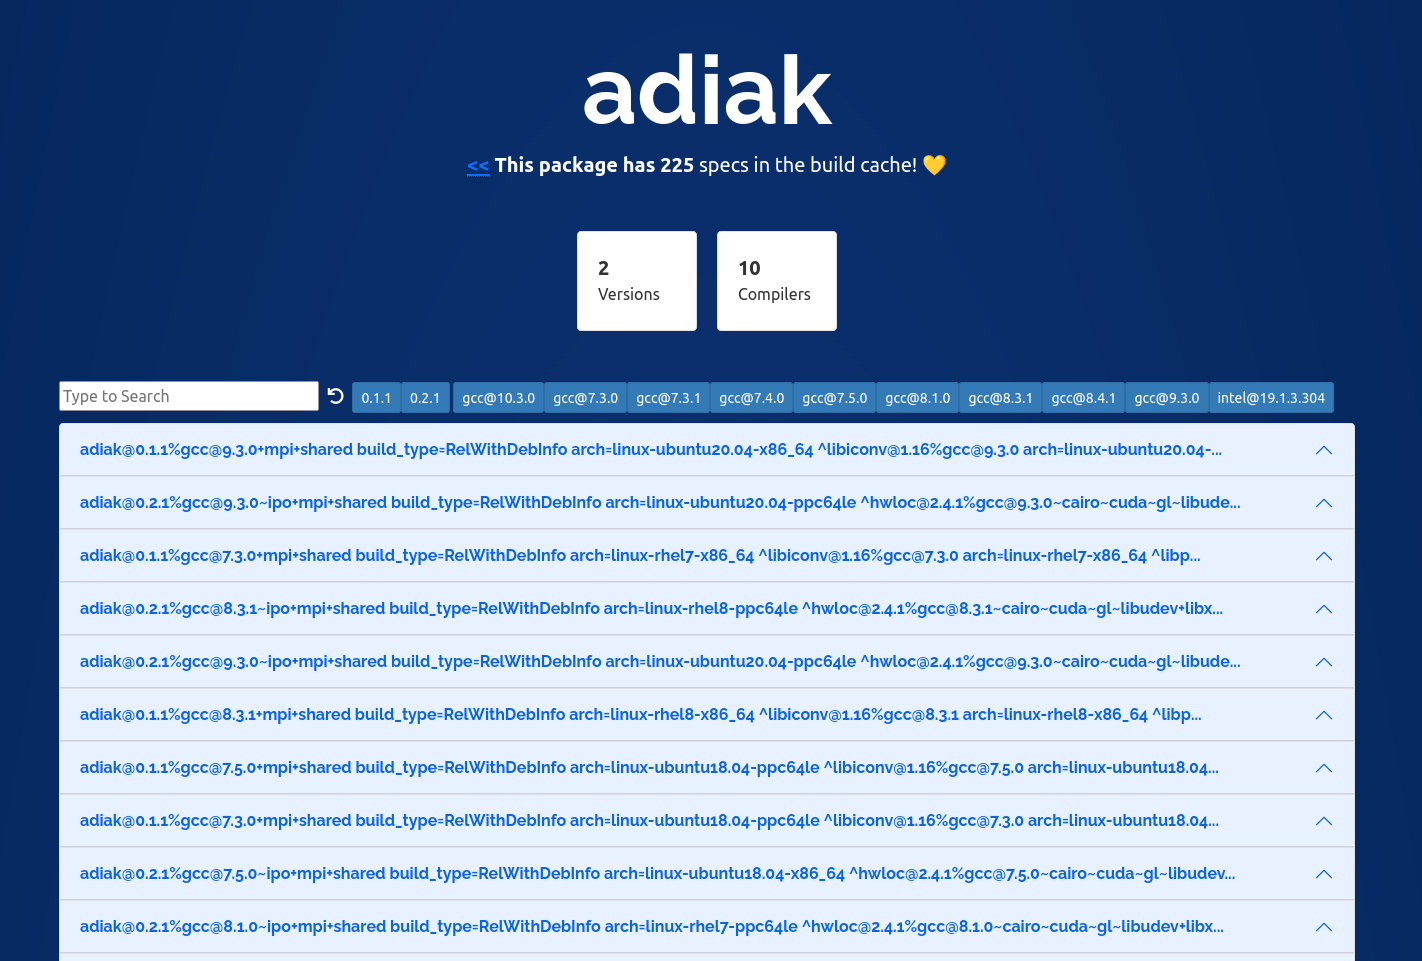 adiak
<< This package has 225 specs in the build cache! 💛
2
Versions
10
Compilers
Type to Search 0.1.1 0.2.1 gcc@10.3.0 gcc@7.3.0 gcc@7.3.1 gcc@7.4.0 gcc@7.5.0 gcc@8.1.0 gcc@8.3.1 gcc@8.4.1 gcc@9.3.0 intel@19.1.3.304
adiak@0.1.1%gcc@9.3.0+mpi+shared build_type=RelWithDebInfo arch=linux-ubuntu20.04-x86_64 ^libiconv@1.16%gcc@9.3.0 arch=linux-ubuntu20.04-...
adiak@0.2.1%gcc@9.3.0~ipo+mpi+shared build_type=RelWithDebInfo arch=linux-ubuntu20.04-ppc64le ^hwloc@2.4.1%gcc@9.3.0~cairo~cuda~gl~libude...
adiak@0.1.1%gcc@7.3.0+mpi+shared build_type=RelWithDebInfo arch=linux-rhel7-x86_64 ^libiconv@1.16%gcc@7.3.0 arch=linux-rhel7-x86_64 ^libp...
adiak@0.2.1%gcc@8.3.1~ipo+mpi+shared build_type=RelWithDebInfo arch=linux-rhel8-ppc64le ^hwloc@2.4.1%gcc@8.3.1~cairo~cuda~gl~libudev+libx...
adiak@0.2.1%gcc@9.3.0~ipo+mpi+shared build_type=RelWithDebInfo arch=linux-ubuntu20.04-ppc64le ^hwloc@2.4.1%gcc@9.3.0~cairo~cuda~gl~libude...
adiak@0.1.1%gcc@8.3.1+mpi+shared build_type=RelWithDebInfo arch=linux-rhel8-x86_64 ^libiconv@1.16%gcc@8.3.1 arch=linux-rhel8-x86_64 ^libp...
adiak@0.1.1%gcc@7.5.0+mpi+shared build_type=RelWithDebInfo arch=linux-ubuntu18.04-ppc64le ^libiconv@1.16%gcc@7.5.0 arch=linux-ubuntu18.04...
adiak@0.1.1%gcc@7.3.0+mpi+shared build_type=RelWithDebInfo arch=linux-ubuntu18.04-ppc64le ^libiconv@1.16%gcc@7.3.0 arch=linux-ubuntu18.04...
adiak@0.2.1%gcc@7.5.0~ipo+mpi+shared build_type=RelWithDebInfo arch=linux-ubuntu18.04-x86_64 ^hwloc@2.4.1%gcc@7.5.0~cairo~cuda~gl~libudev...
adiak@0.2.1%gcc@8.1.0~ipo+mpi+shared build_type=RelWithDebInfo arch=linux-rhel7-ppc64le ^hwloc@2.4.1%gcc@8.1.0~cairo~cuda~gl~libudev+libx...